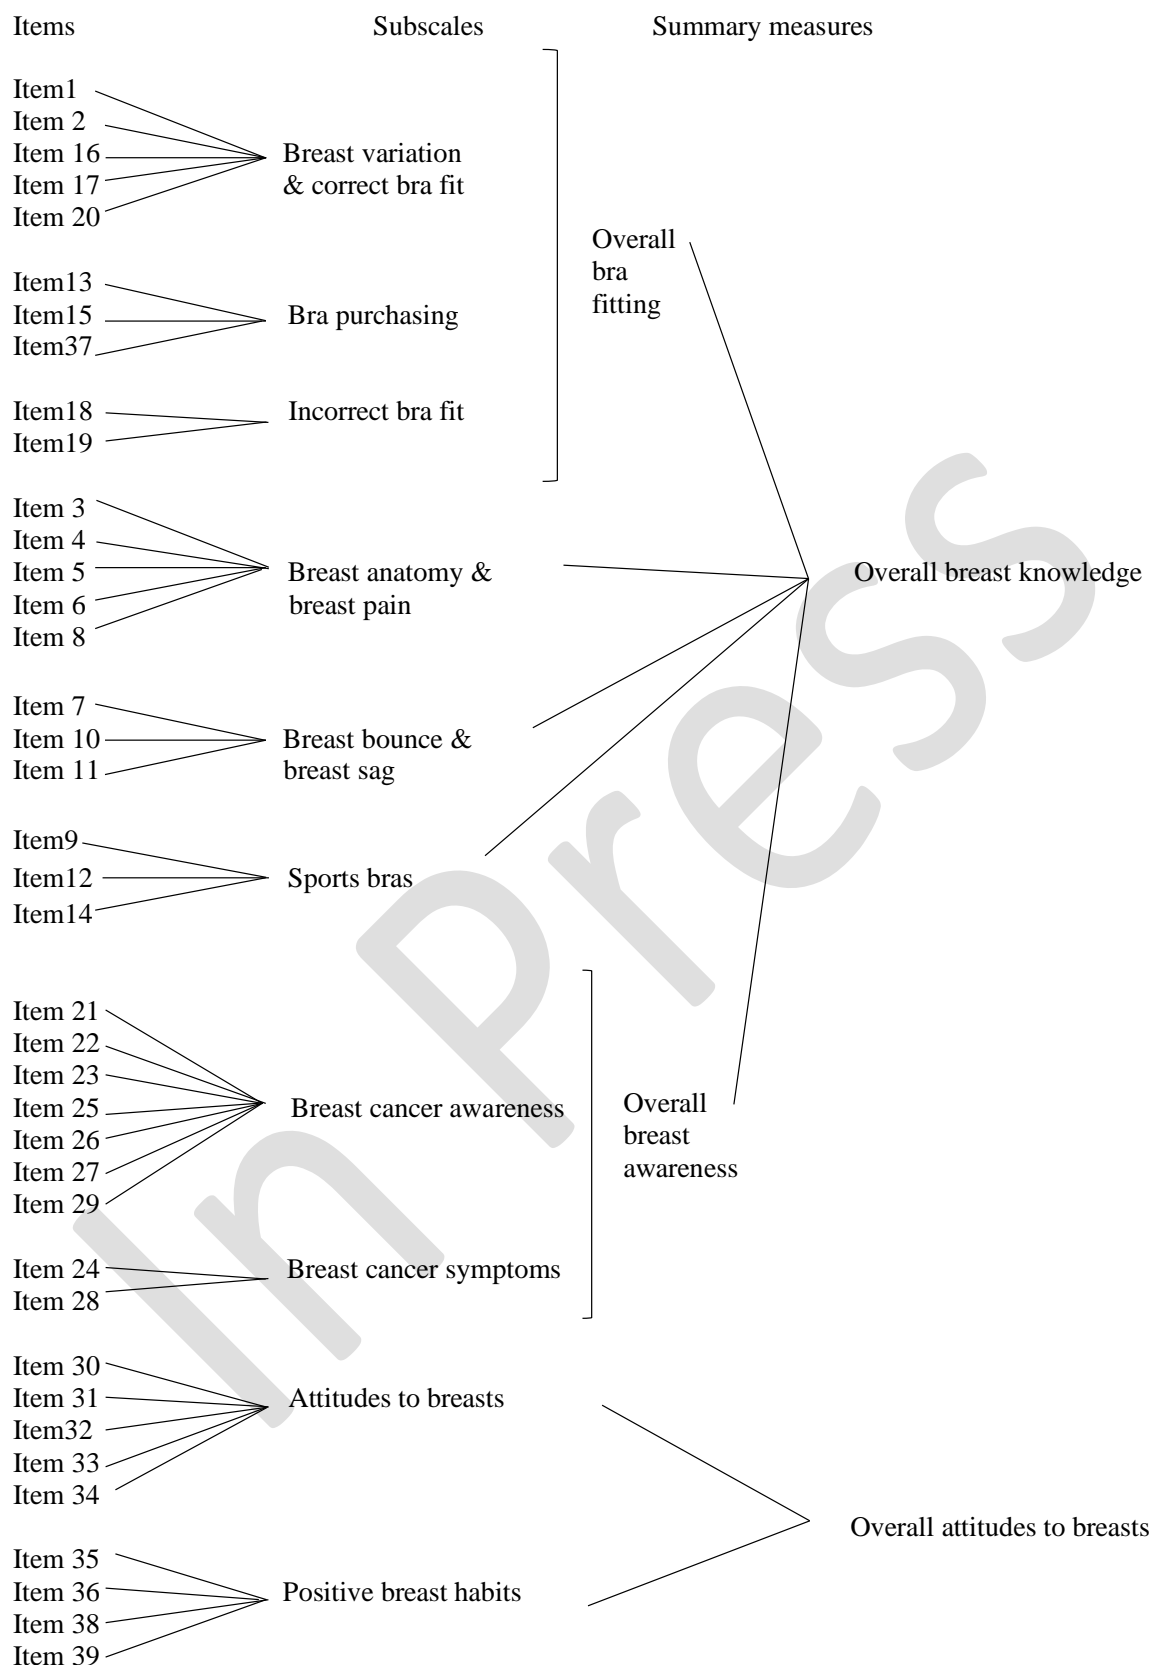 Items Subscales Summary measures
Item1
Item 2
Item 16 Breast variation
Item 17 & correct bra fit
Item 20
Overall
bra
fitting
Item13
Item15 Bra purchasing
Item37
Item18 Incorrect bra fit
Item19
Item 3
Item 4
Item 5 Breast anatomy & Overall breast knowledge
Item 6 breast pain
Item 8
Item 7
Item 10 Breast bounce &
Item 11 breast sag
Item9
Item12 Sports bras
Item14
Item 21
Item 22
Item 23
Item 25 Breast cancer awareness
Item 26
Item 27
Item 29
Overall
breast
awareness
Item 24 Breast cancer symptoms
Item 28
Item 30
Item 31 Attitudes to breasts
Item32
Item 33
Item 34
Overall attitudes to breasts
Item 35
Item 36 Positive breast habits
Item 38
Item 39
In Press